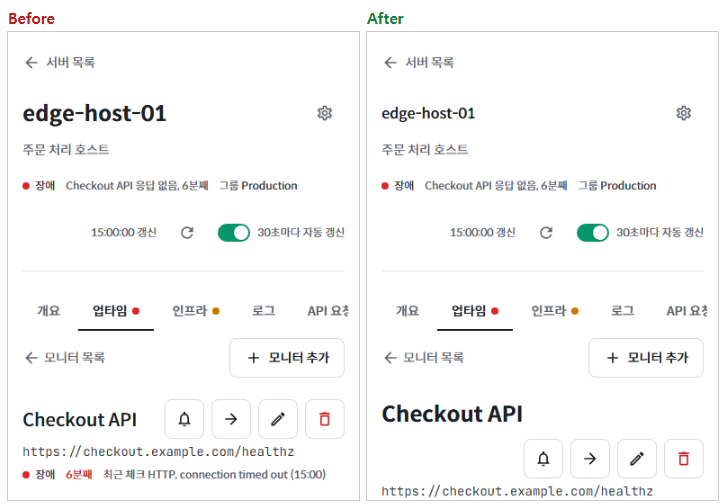 Before
← 서버 목록
edge-host-01
주문 처리 호스트
장애 Checkout API 응답 없음, 6분째 그룹 Production
15:00:00 갱신 30초마다 자동 갱신
개요 업타임 인프라 로그 API 요청
← 모니터 목록 + 모니터 추가
Checkout API
https://checkout.example.com/healthz
장애 6분째 최근 체크 HTTP, connection timed out (15:00)
After
← 서버 목록
edge-host-01
주문 처리 호스트
장애 Checkout API 응답 없음, 6분째 그룹 Production
15:00:00 갱신 30초마다 자동 갱신
개요 업타임 인프라 로그 API 요청
← 모니터 목록 + 모니터 추가
Checkout API
https://checkout.example.com/healthz